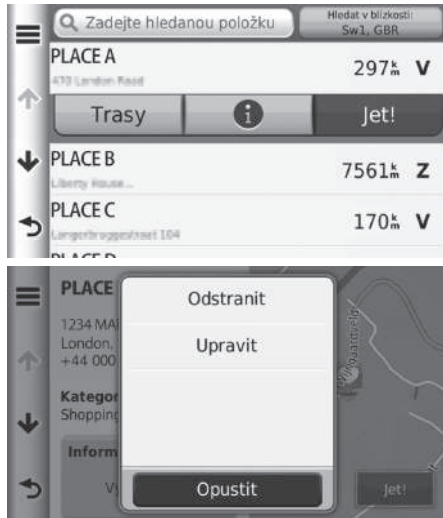 Zadejte hledanou položku
Hledat v blízkosti:
Sw1, GBR
PLACE A
470 London Road
297 km V
Trasy
Jet!
PLACE B
Liberty House...
7561 km Z
PLACE C
Langerbruggestraat 104
170 km V
PLACE
Odstranit
1234 MA
London,
Upravit
+44 000
Kategor
Shopping
Inform
Opustit
Jet!